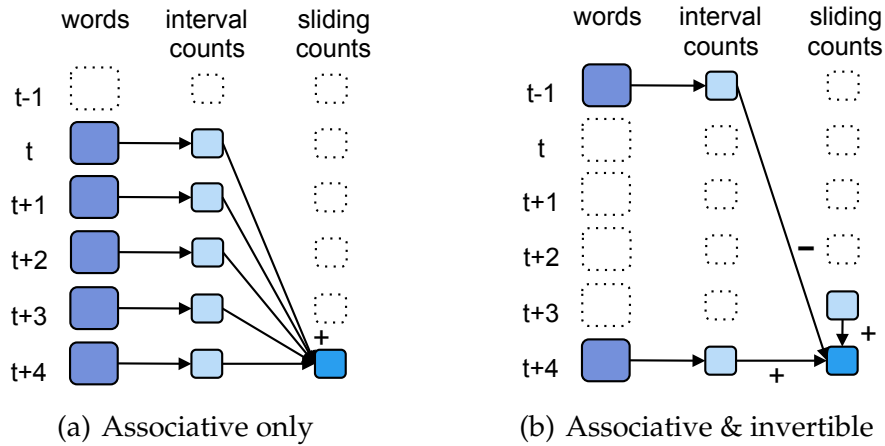 words interval counts sliding counts
t-1
t
t+1
t+2
t+3
+
t+4
(a) Associative only
words interval counts sliding counts
t-1
t
t+1
t+2
−
t+3
+
t+4
+
(b) Associative & invertible